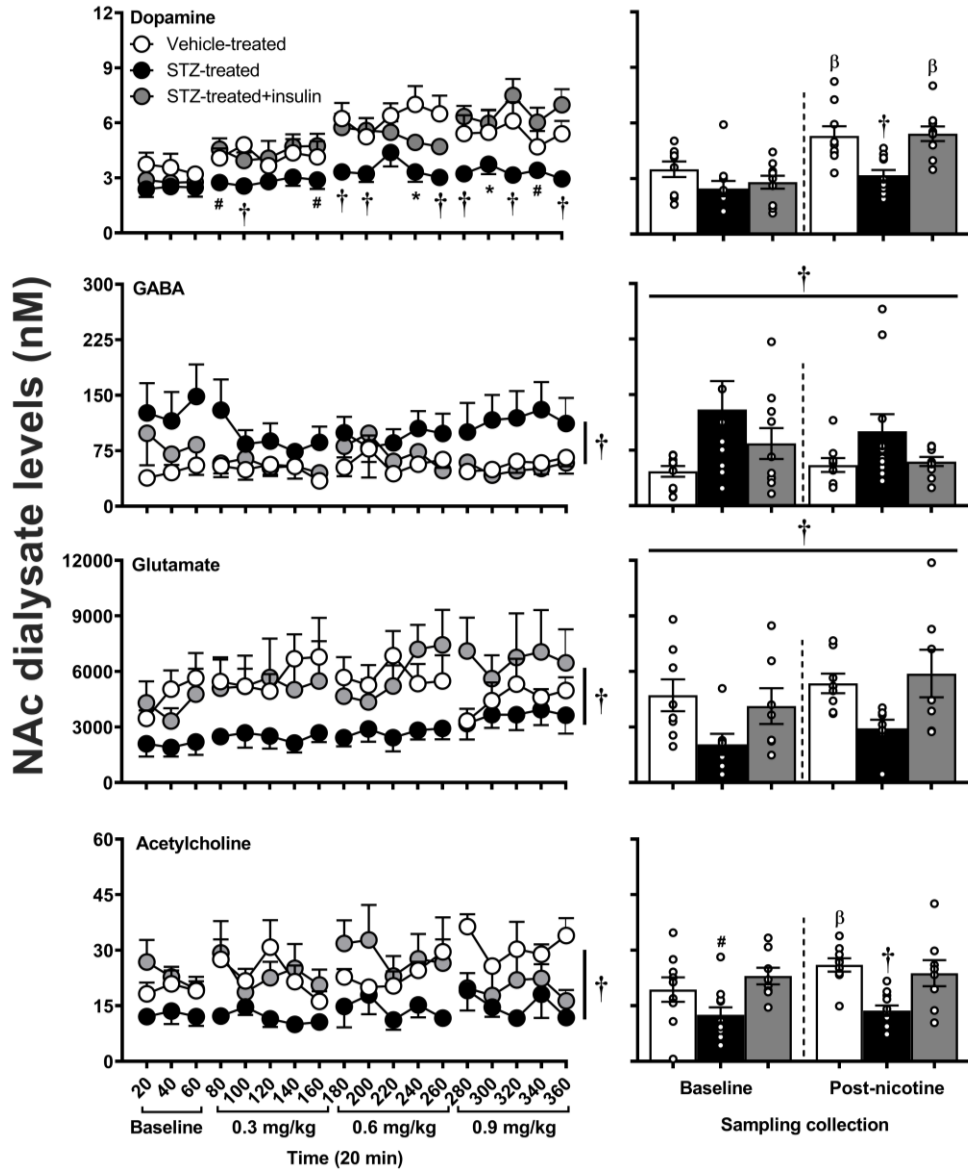 NAc dialysate levels (nM)
Dopamine
Vehicle-treated
STZ-treated
STZ-treated+insulin
12
9
6
3
0
# † # † † * † † * † # †
β † β
GABA
300
225
150
75
0
†
†
Glutamate
12000
9000
6000
3000
0
†
†
Acetylcholine
60
45
30
15
0
†
# β †
20 40 60 80 100 120 140 160 180 200 220 240 260 280 300 320 340 360
Baseline 0.3 mg/kg 0.6 mg/kg 0.9 mg/kg
Time (20 min)
Baseline Post-nicotine
Sampling collection